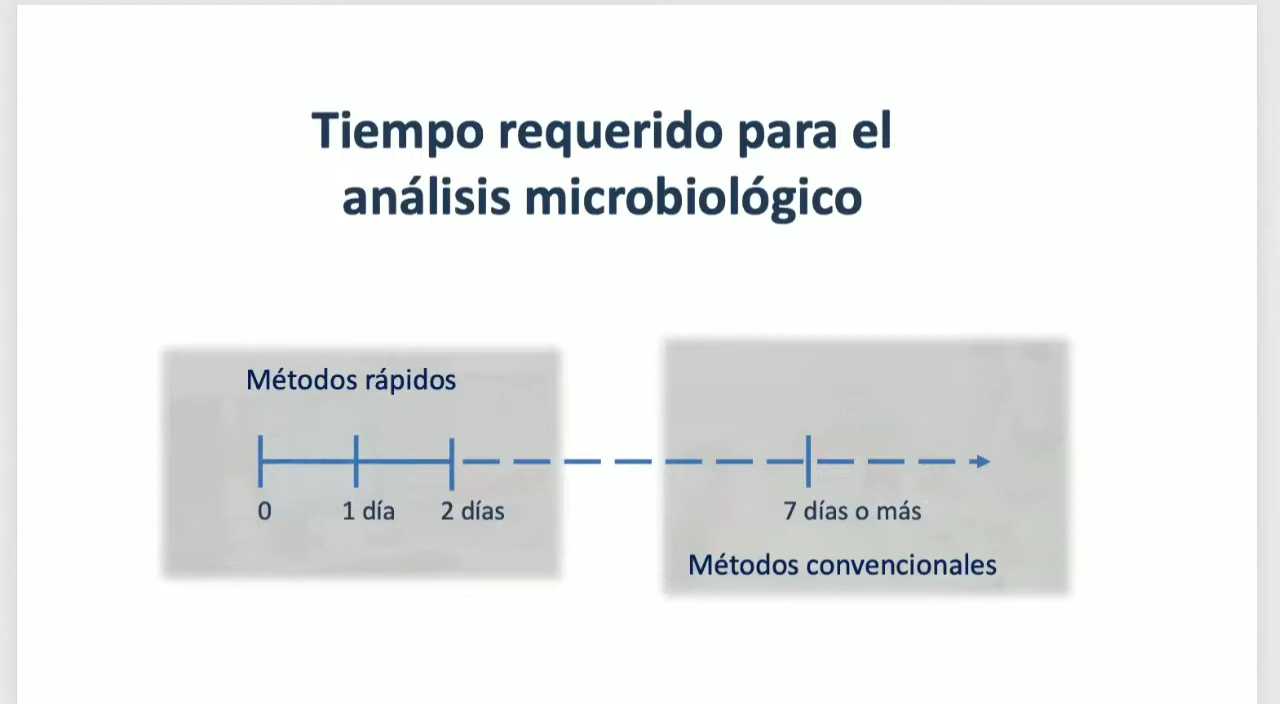 Tiempo requerido para el
análisis microbiológico
Métodos rápidos
0 1 día 2 días 7 días o más
Métodos convencionales